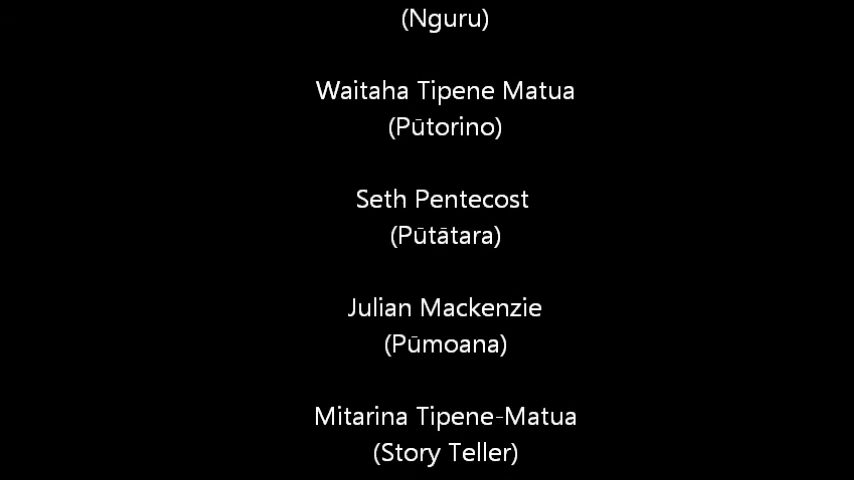 (Nguru)
Waitaha Tipene Matua
(Pūtorino)
Seth Pentecost
(Pūtātara)
Julian Mackenzie
(Pūmoana)
Mitarina Tipene-Matua
(Story Teller)